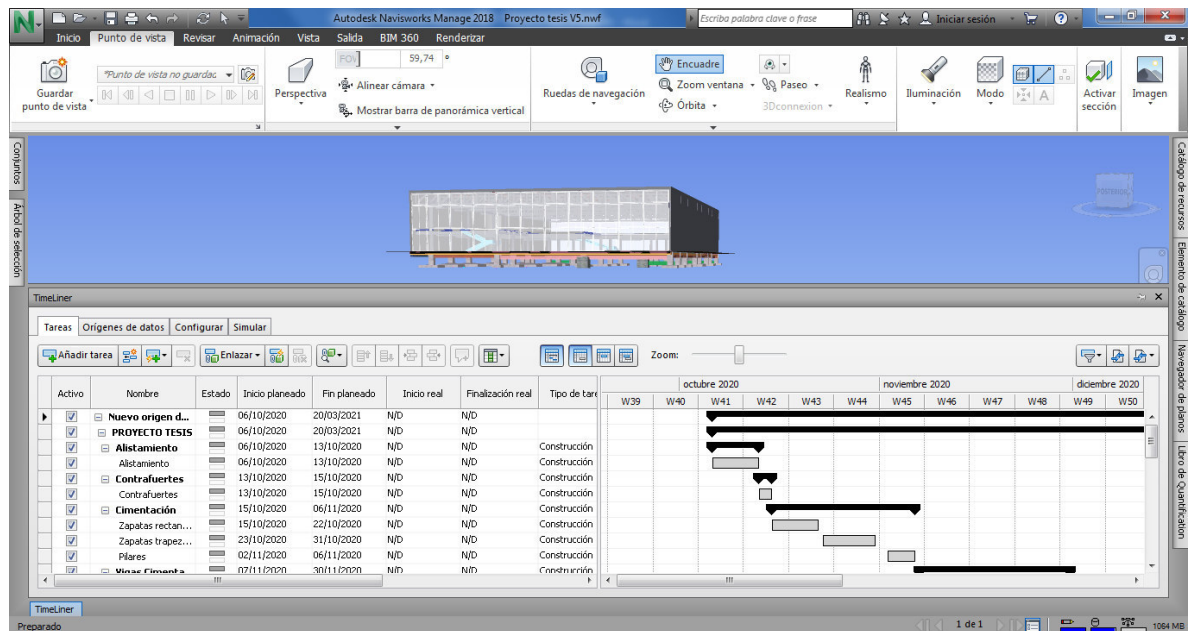 Autodesk Navisworks Manage 2018 Proyecto tesis V5.nwf
Escriba palabra clave o frase
Iniciar sesión
Inicio Punto de vista Revisar Animación Vista Salida BIM 360 Renderizar
Guardar punto de vista
*Punto de vista no guardac
Perspectiva
FOV 59,74 °
Alinear cámara
Mostrar barra de panorámica vertical
Ruedas de navegación
Encuadre
Zoom ventana
Órbita
Paseo
3Dconnexion
Realismo
Iluminación
Modo
Activar sección
Imagen
Conjuntos
Árbol de selección
Catálogo de recursos
Elemento de catálogo
Navegador de planos
Libro de Quantification
TimeLiner
Tareas Orígenes de datos Configurar Simular
Añadir tarea Enlazar Zoom:
Activo Nombre Estado Inicio planeado Fin planeado Inicio real Finalización real Tipo de tare
octubre 2020 noviembre 2020 diciembre 2020
W39 W40 W41 W42 W43 W44 W45 W46 W47 W48 W49 W50
Nuevo origen d... 06/10/2020 20/03/2021 N/D N/D
PROYECTO TESIS 06/10/2020 20/03/2021 N/D N/D
Alistamiento 06/10/2020 13/10/2020 N/D N/D Construcción
Alistamiento 06/10/2020 13/10/2020 N/D N/D Construcción
Contrafuertes 13/10/2020 15/10/2020 N/D N/D Construcción
Contrafuertes 13/10/2020 15/10/2020 N/D N/D Construcción
Cimentación 15/10/2020 06/11/2020 N/D N/D Construcción
Zapatas rectan... 15/10/2020 22/10/2020 N/D N/D Construcción
Zapatas trapez... 23/10/2020 31/10/2020 N/D N/D Construcción
Pilares 02/11/2020 06/11/2020 N/D N/D Construcción
Vigas Cimenta 07/11/2020 30/11/2020 N/D N/D Construcción
TimeLiner
Preparado
1 de 1
1064 MB